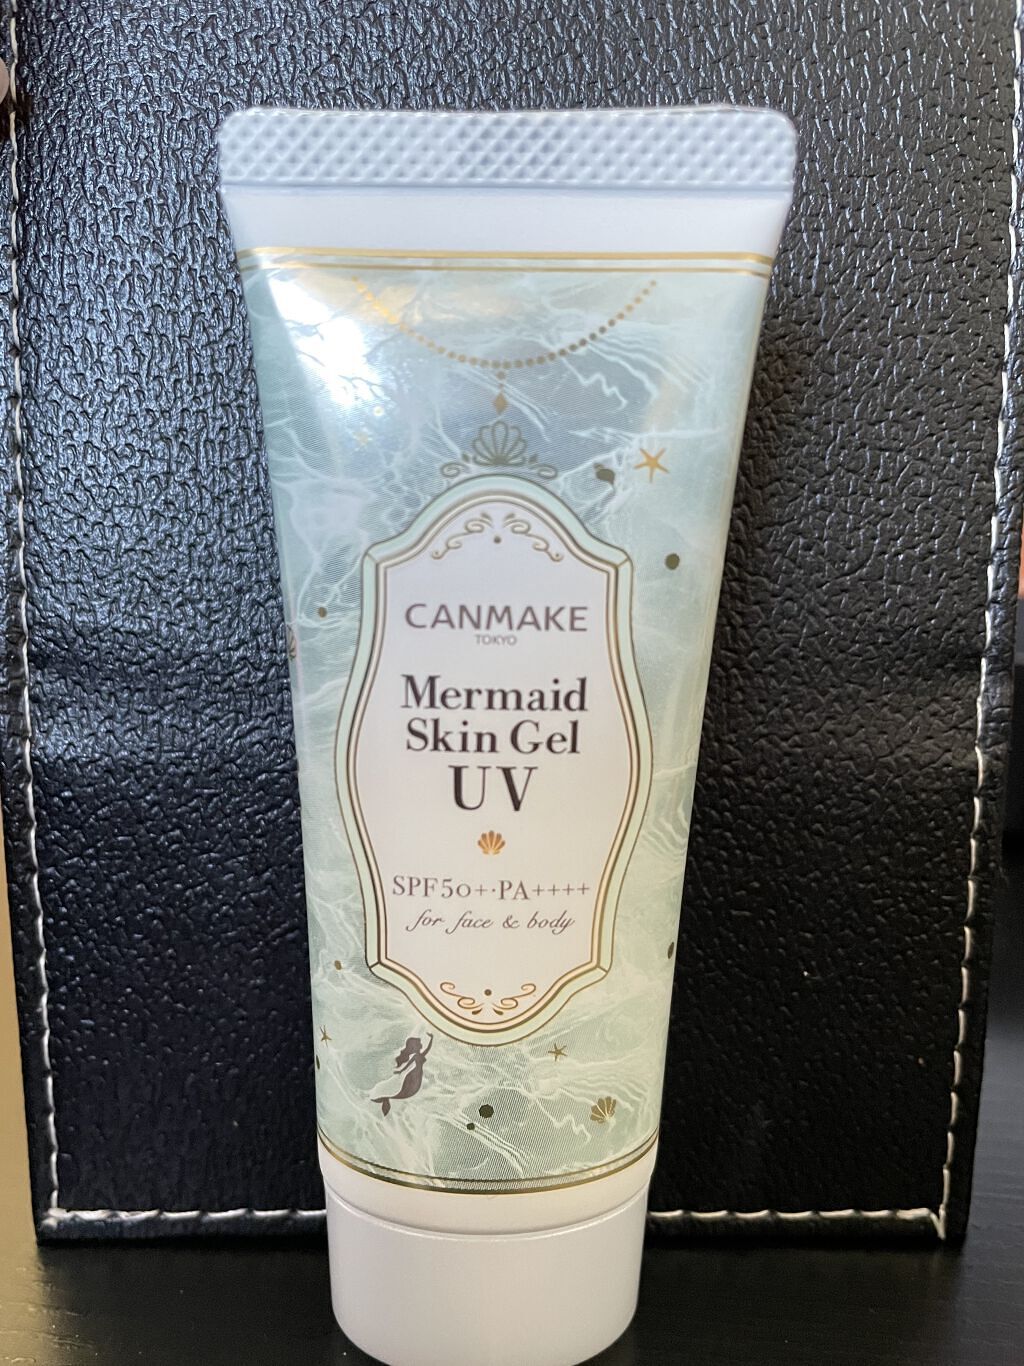 CANMAKE
TOKYO
Mermaid
Skin Gel
UV
SPF50+·PA++++
for face & body